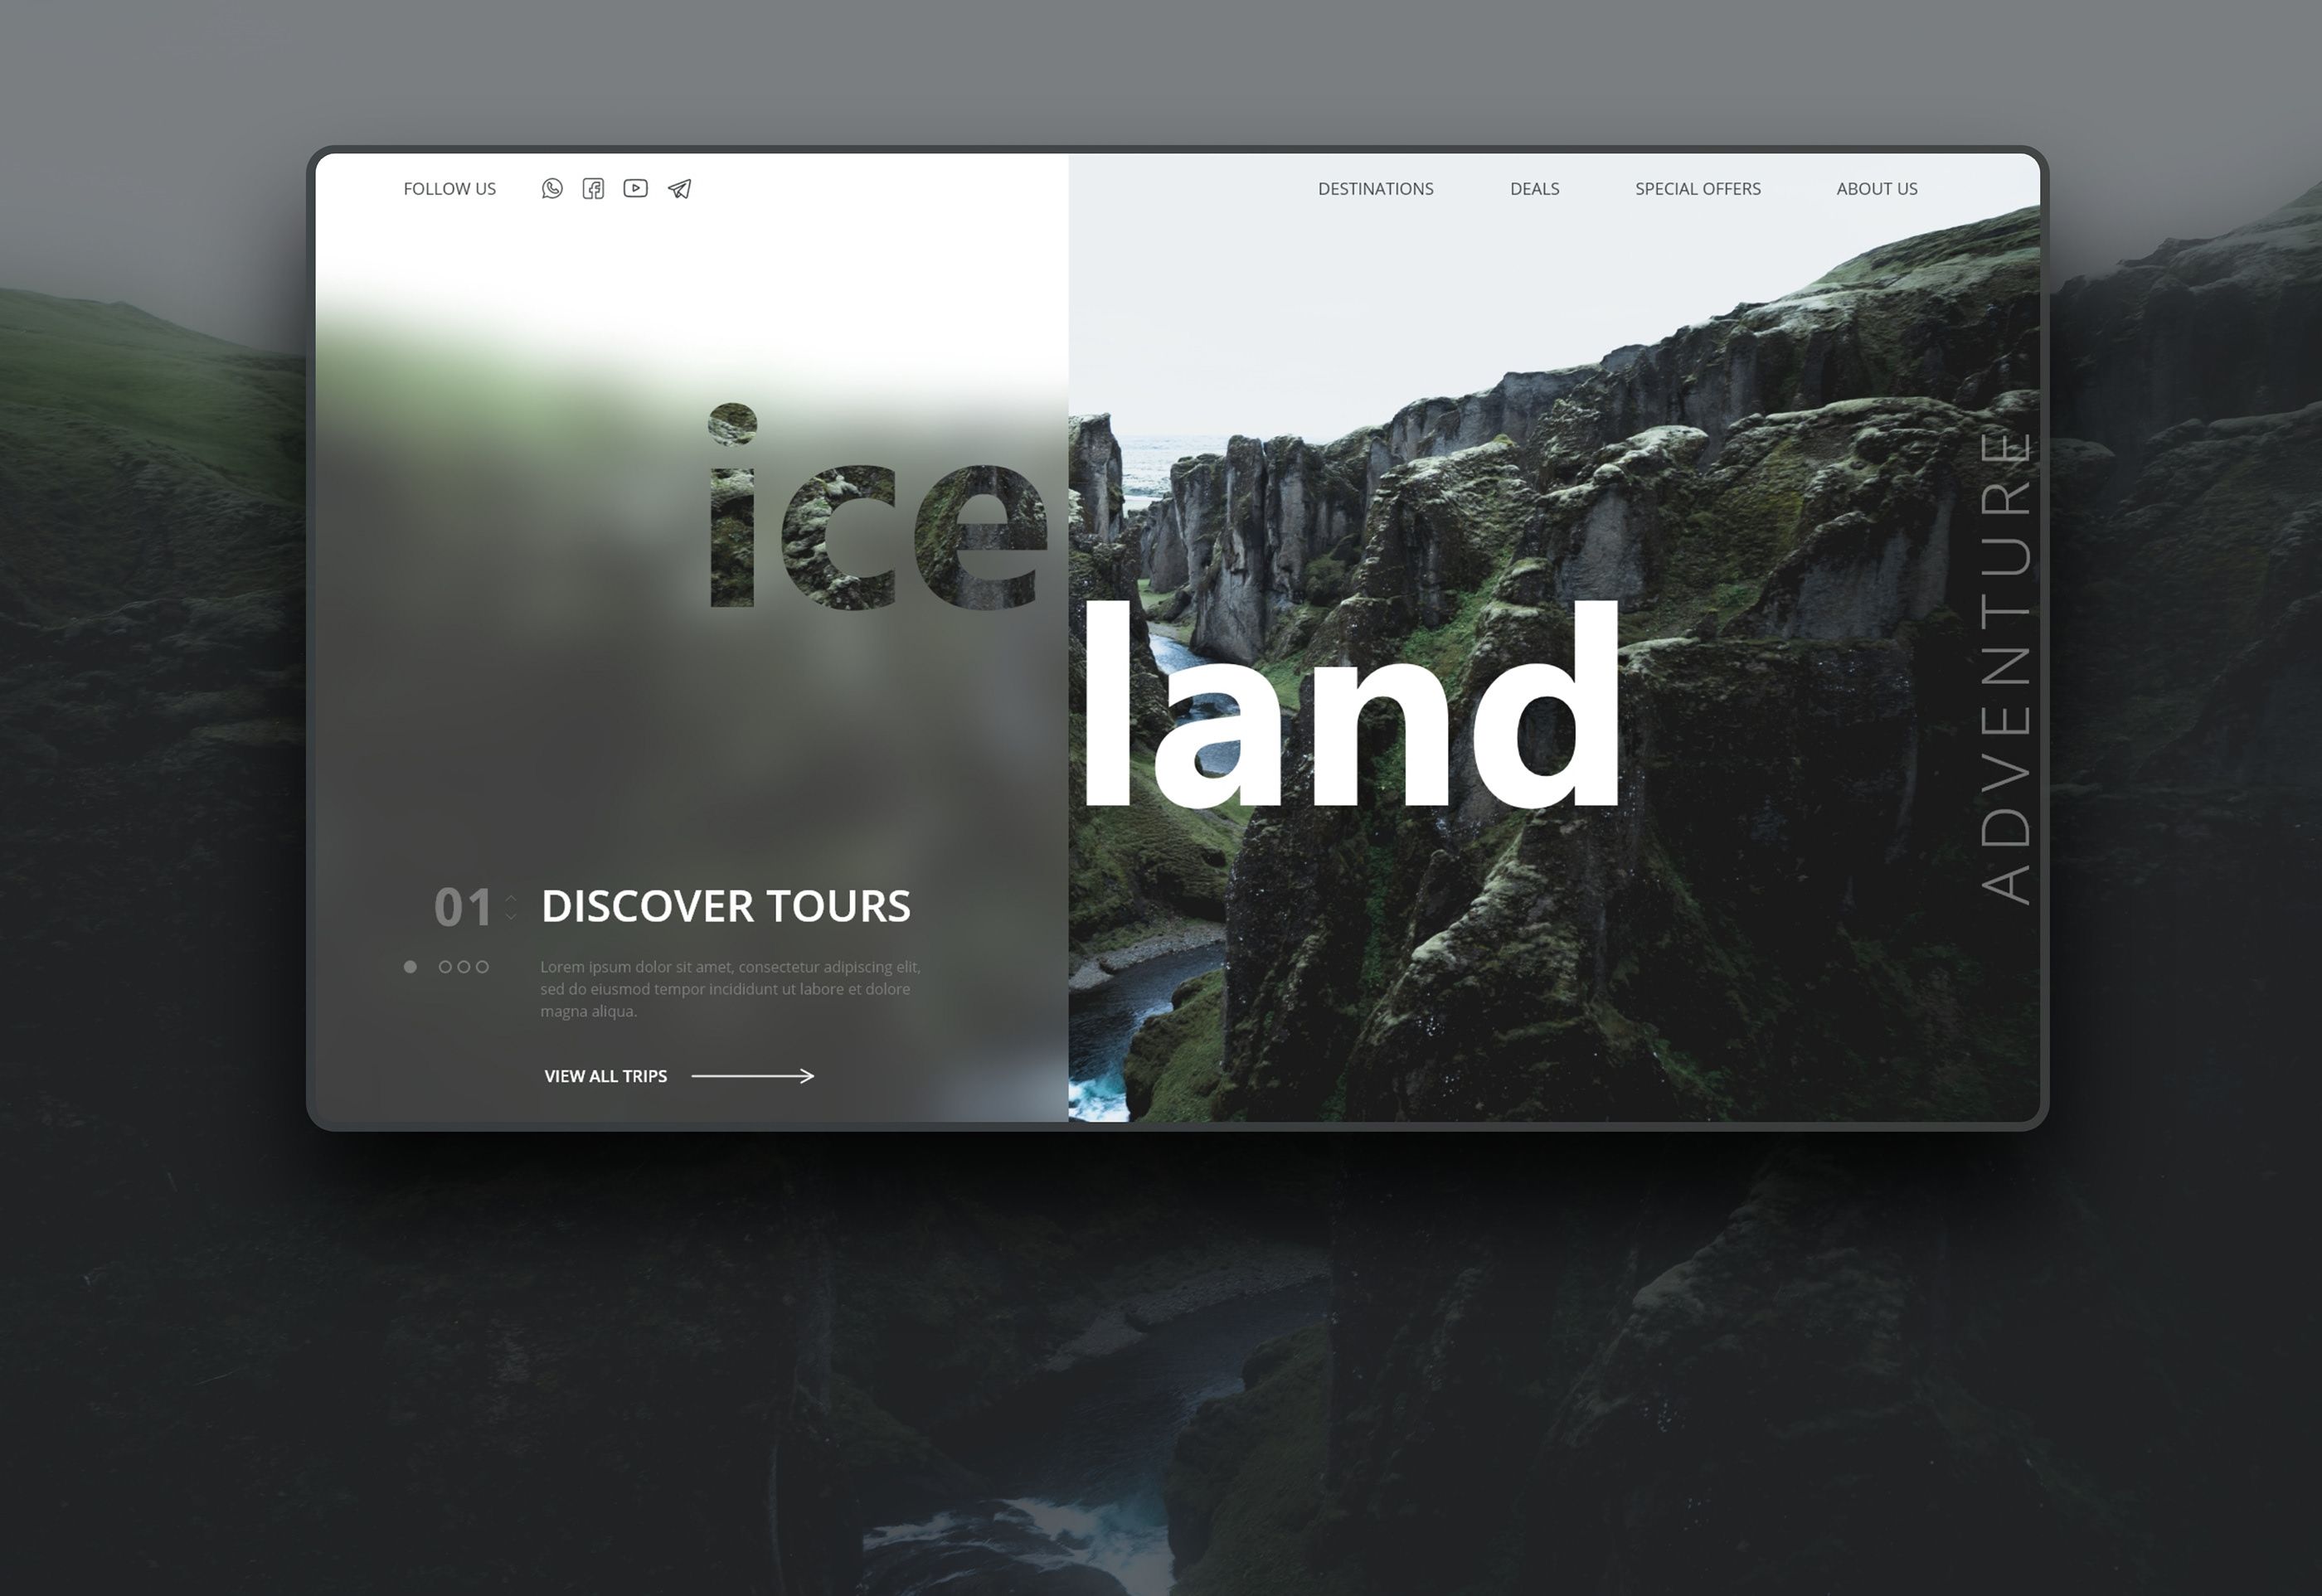 FOLLOW US
DESTINATIONS
DEALS
SPECIAL OFFERS
ABOUT US
ice
land
ADVENTURE
01
DISCOVER TOURS
Lorem ipsum dolor sit amet, consectetur adipiscing elit,
sed do eiusmod tempor incididunt ut labore et dolore
magna aliqua.
VIEW ALL TRIPS